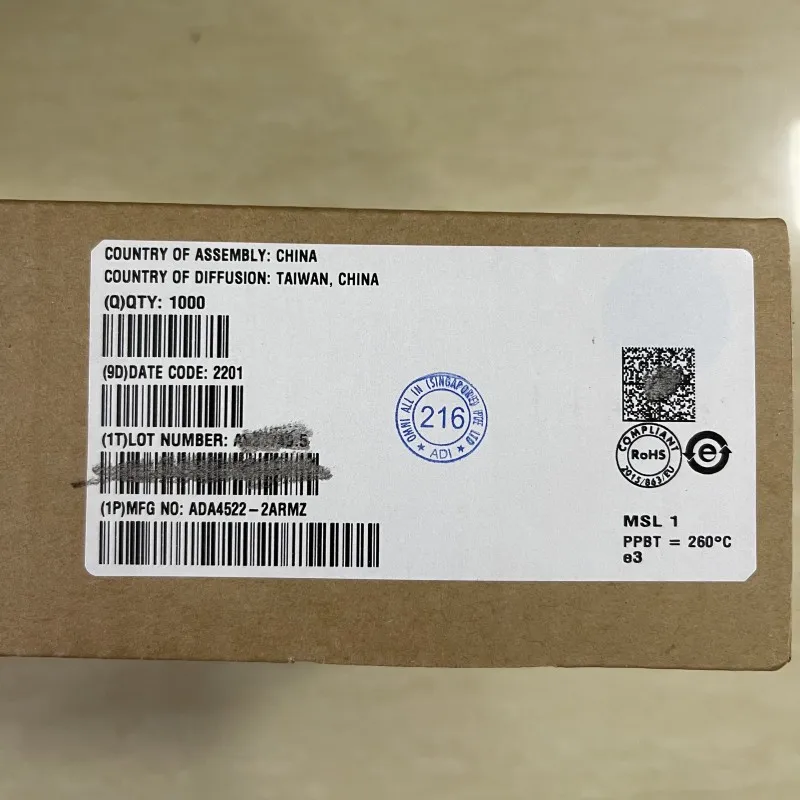 COUNTRY OF ASSEMBLY: CHINA
COUNTRY OF DIFFUSION: TAIWAN, CHINA
(Q)QTY: 1000
(9D)DATE CODE: 2201
(1T)LOT NUMBER:
(1P)MFG NO: ADA4522-2ARMZ
OMNI ALL IN (SINGAPORE) PTE LTD
216
ADI
COMPLIANT
RoHS
2015/863/EU
e
MSL 1
PPBT = 260°C
e3